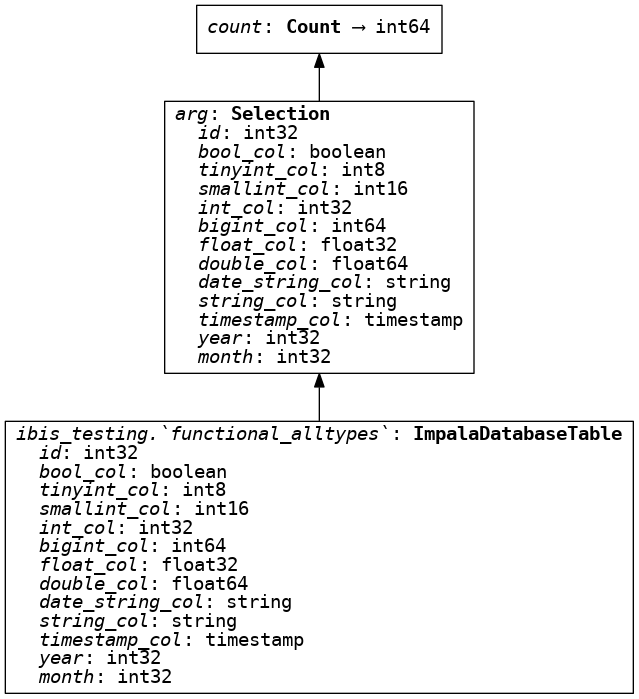 count: Count → int64
arg: Selection
id: int32
bool_col: boolean
tinyint_col: int8
smallint_col: int16
int_col: int32
bigint_col: int64
float_col: float32
double_col: float64
date_string_col: string
string_col: string
timestamp_col: timestamp
year: int32
month: int32
ibis_testing.`functional_alltypes`: ImpalaDatabaseTable
id: int32
bool_col: boolean
tinyint_col: int8
smallint_col: int16
int_col: int32
bigint_col: int64
float_col: float32
double_col: float64
date_string_col: string
string_col: string
timestamp_col: timestamp
year: int32
month: int32